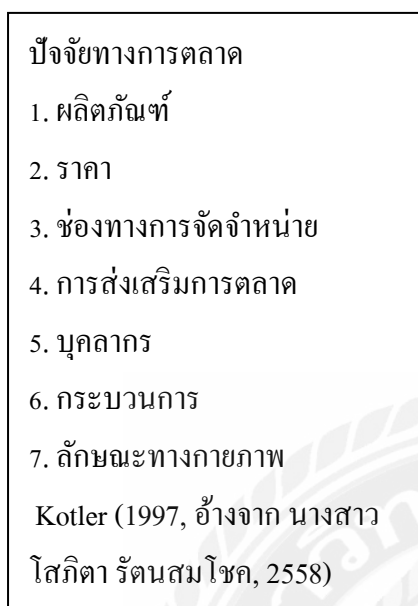 ปัจจัยทางการตลาด
1. ผลิตภัณฑ์
2. ราคา
3. ช่องทางการจัดจำหน่าย
4. การส่งเสริมการตลาด
5. บุคลากร
6. กระบวนการ
7. ลักษณะทางกายภาพ
Kotler (1997, อ้างจาก นางสาว
โสภิตา รัตนสมโชค, 2558)